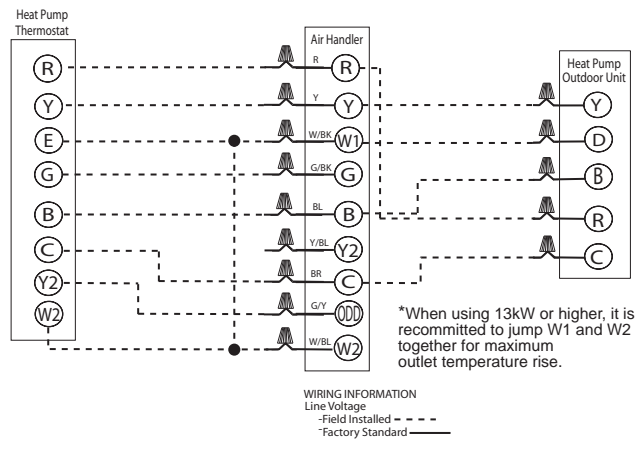 Heat Pump
Thermostat
R
Y
E
G
B
C
Y2
W2
Air Handler
R R
Y Y
W/BK W1
G/BK G
BL B
Y/BL Y2
BR C
G/Y ODD
W/BL W2
Heat Pump
Outdoor Unit
Y
D
B
R
C
*When using 13kW or higher, it is
recommitted to jump W1 and W2
together for maximum
outlet temperature rise.
WIRING INFORMATION
Line Voltage
-Field Installed
-Factory Standard